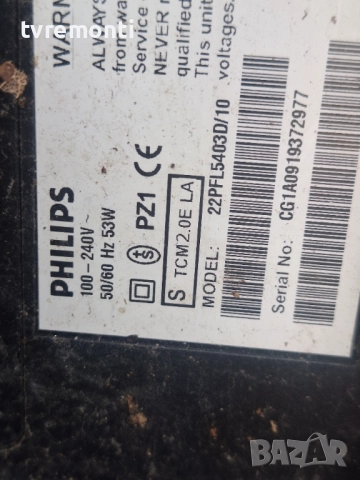 tvremonti
WARN
ALWAYS
from wa
Service
NEVER r
qualified
This unit
voltages.
PHILIPS
100 – 240V ~
50/60 Hz 53W
PZ1 CE
S TCM2.0E LA
MODEL:
22PFL5403D/10
Serial No:
CG1A0919372977
BAZAR